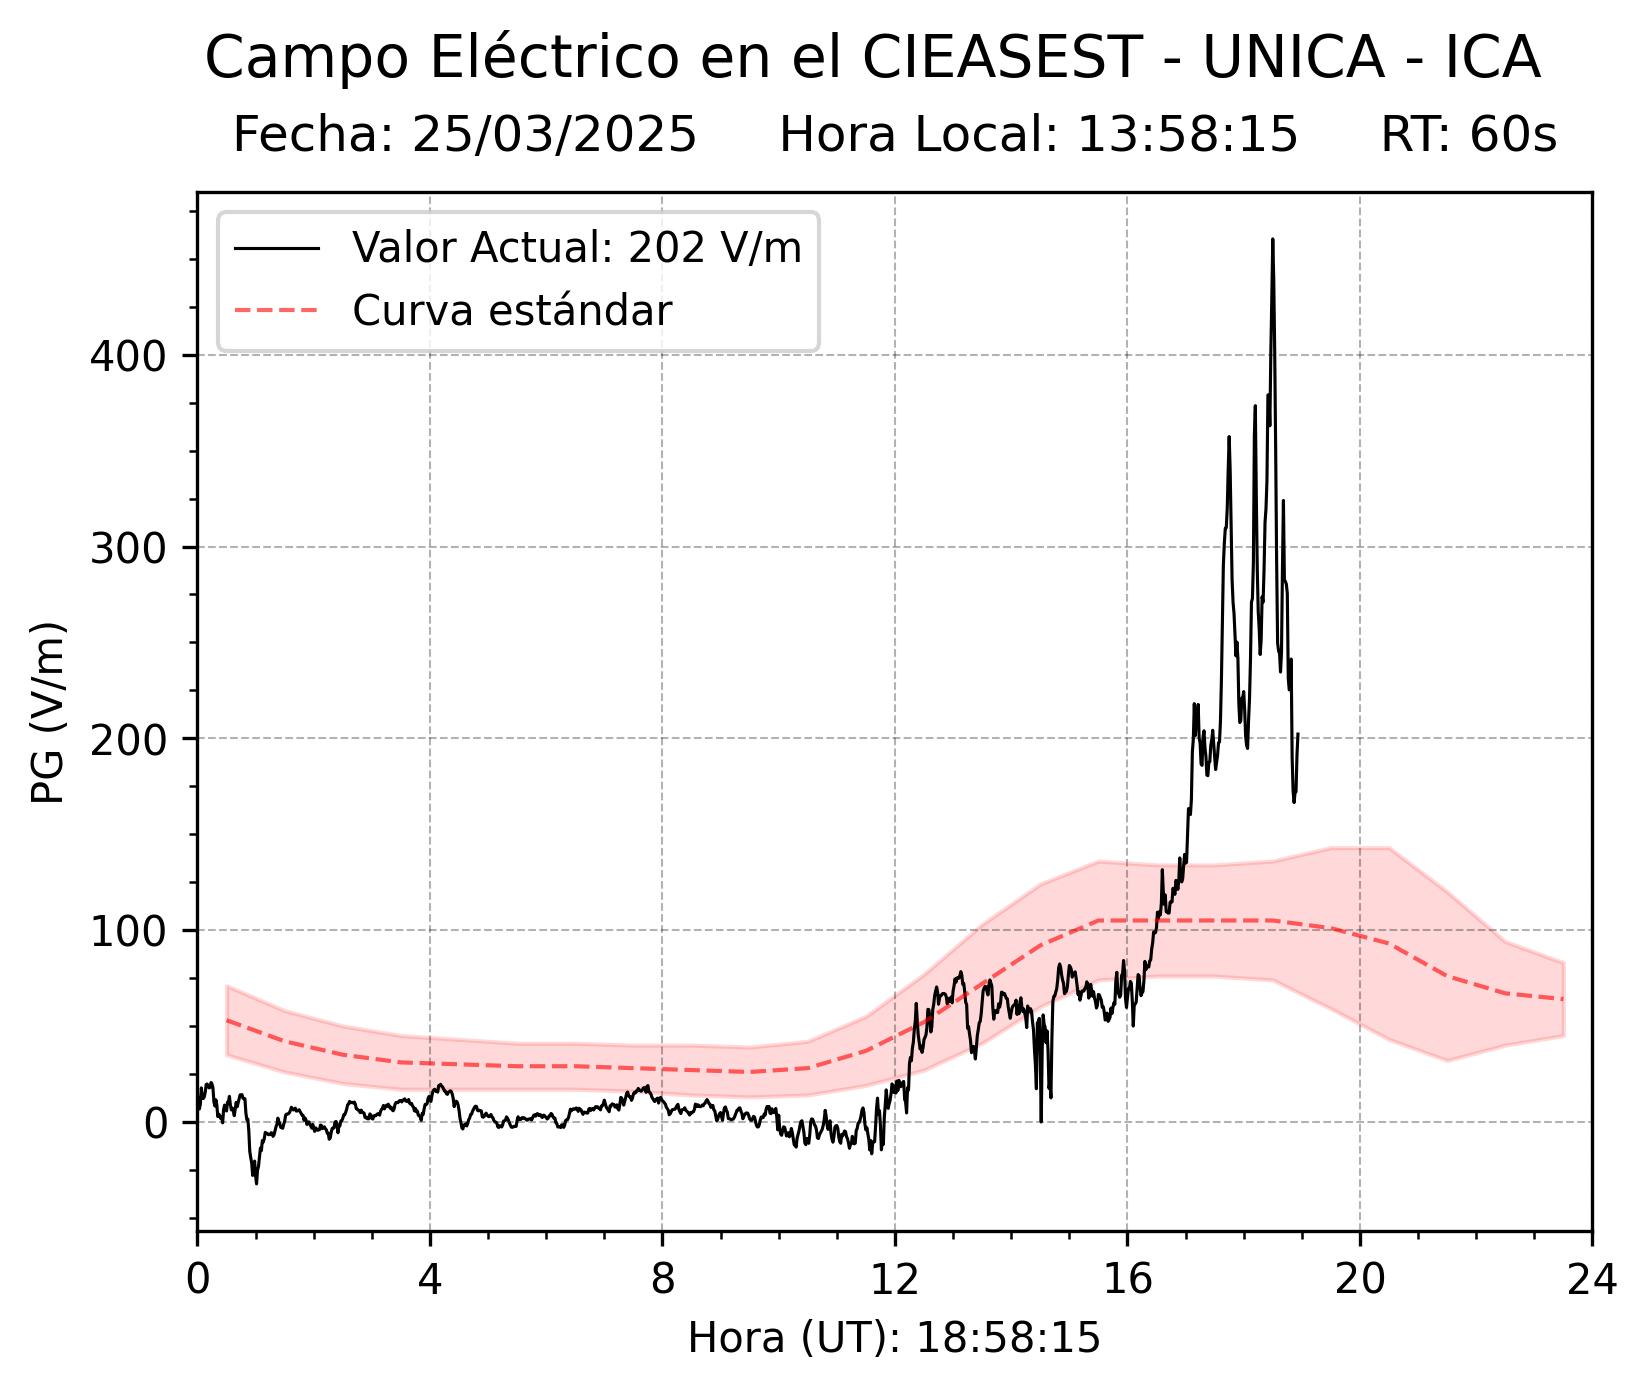 Campo Eléctrico en el CIEASEST - UNICA - ICA
Fecha: 25/03/2025 Hora Local: 13:58:15 RT: 60s
Valor Actual: 202 V/m
Curva estándar
PG (V/m)
400
300
200
100
0
0 4 8 12 16 20 24
Hora (UT): 18:58:15